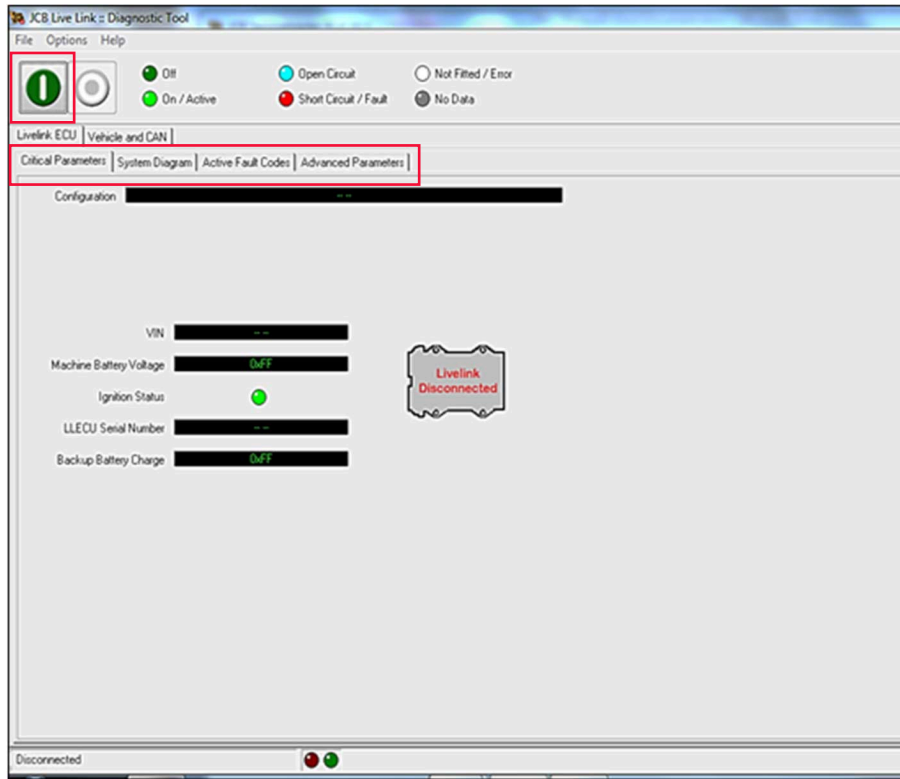 JCB Live Link :: Diagnostic Tool
File Options Help
Off Open Circuit Not Fitted / Error
On / Active Short Circuit / Fault No Data
Livelink ECU Vehicle and CAN
Critical Parameters System Diagram Active Fault Codes Advanced Parameters
Configuration --
VIN --
Machine Battery Voltage 0xFF
Livelink
Disconnected
Ignition Status
LLECU Serial Number --
Backup Battery Charge 0xFF
Disconnected